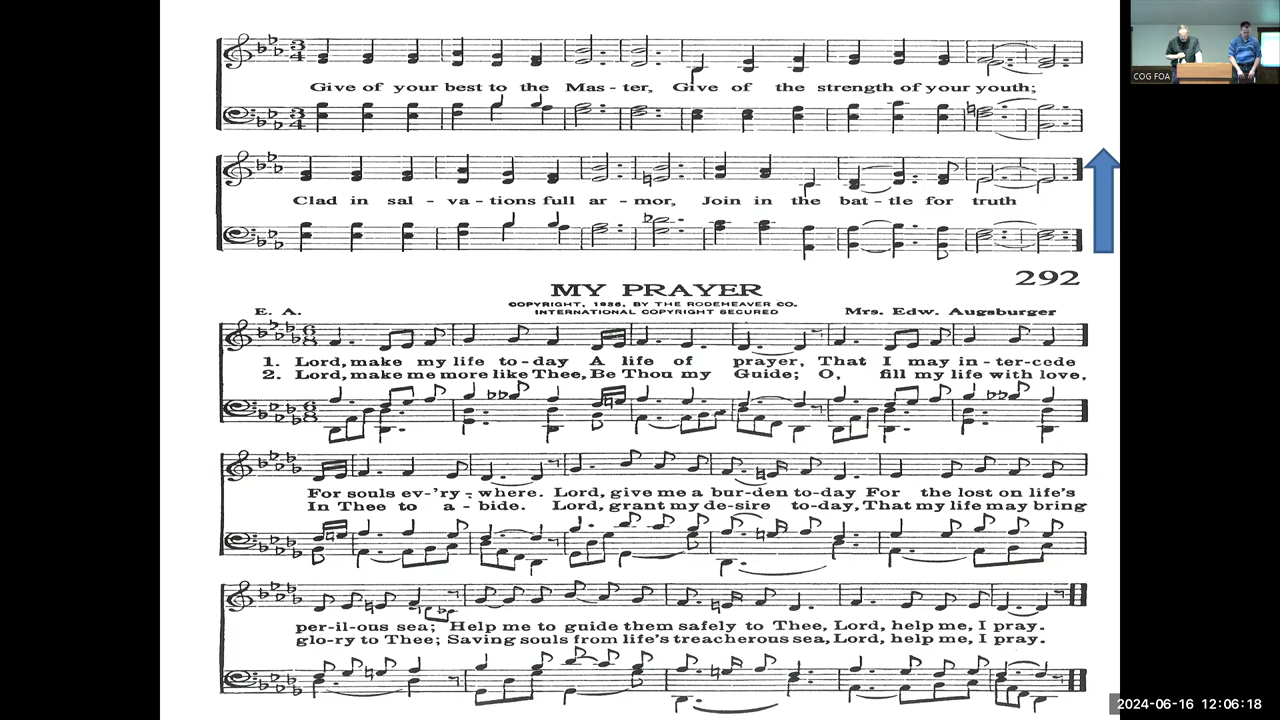 Give of your best to the Mas - ter, Give of the strength of your youth;
COG FOA
Clad in sal - va - tions full ar - mor, Join in the bat - tle for truth
292
MY PRAYER
COPYRIGHT, 1936, BY THE RODEHEAVER CO.
INTERNATIONAL COPYRIGHT SECURED
E. A.
Mrs. Edw. Augsburger
1. Lord, make my life to - day A life of prayer, That I may in - ter - cede
2. Lord, make me more like Thee, Be Thou my Guide; O, fill my life with love,
For souls ev - 'ry - where. Lord, give me a bur - den to - day For the lost on life's
In Thee to a - bide. Lord, grant my de - sire to - day, That my life may bring
per - il - ous sea; Help me to guide them safely to Thee, Lord, help me, I pray.
glo - ry to Thee; Saving souls from life's treacherous sea, Lord, help me, I pray.
2024-06-16 12:06:18